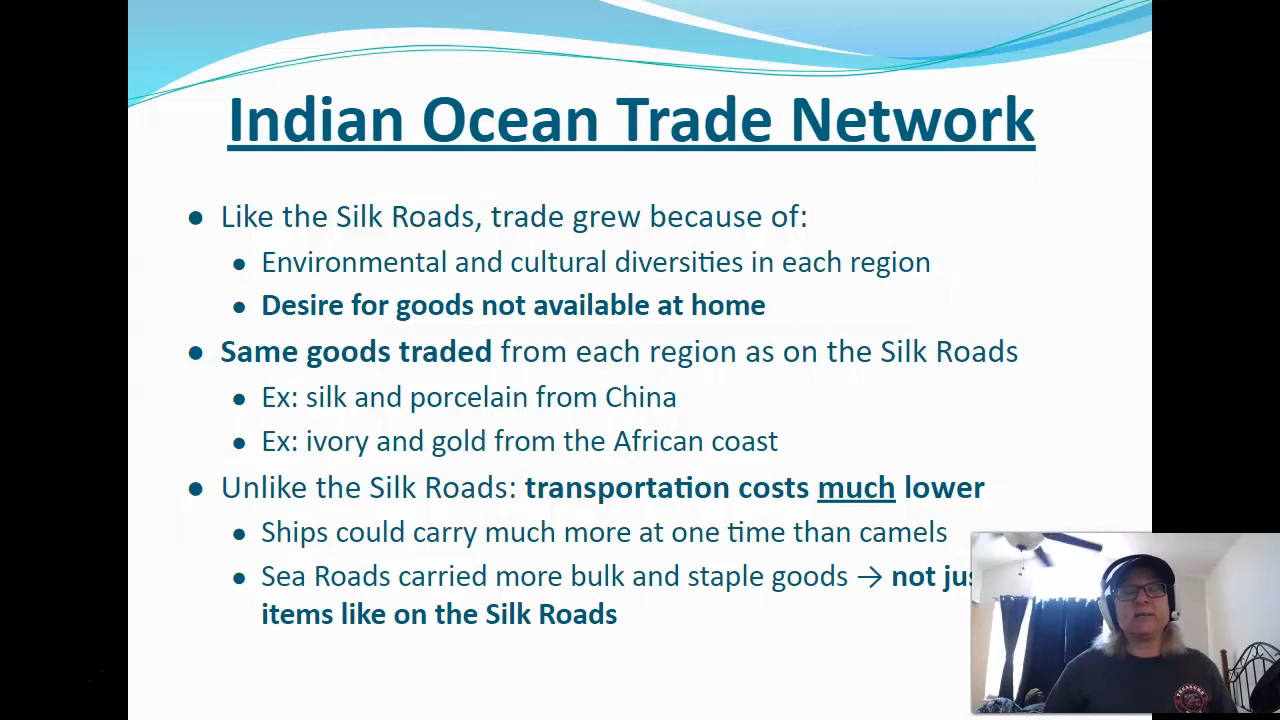 Indian Ocean Trade Network
● Like the Silk Roads, trade grew because of:
● Environmental and cultural diversities in each region
● Desire for goods not available at home
● Same goods traded from each region as on the Silk Roads
● Ex: silk and porcelain from China
● Ex: ivory and gold from the African coast
● Unlike the Silk Roads: transportation costs much lower
● Ships could carry much more at one time than camels
● Sea Roads carried more bulk and staple goods → not
items like on the Silk Roads